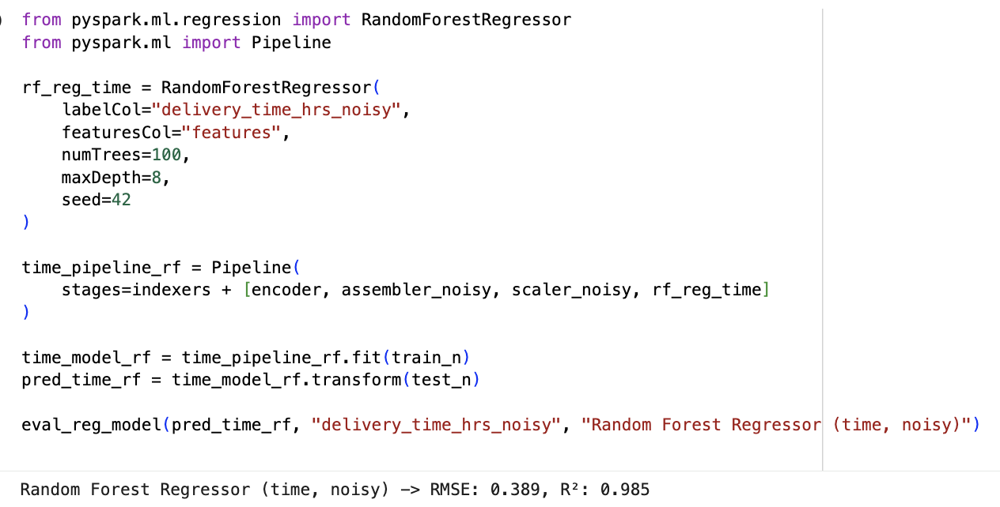 from pyspark.ml.regression import RandomForestRegressor
from pyspark.ml import Pipeline
rf_reg_time = RandomForestRegressor(
    labelCol="delivery_time_hrs_noisy",
    featuresCol="features",
    numTrees=100,
    maxDepth=8,
    seed=42
)
time_pipeline_rf = Pipeline(
    stages=indexers + [encoder, assembler_noisy, scaler_noisy, rf_reg_time]
)
time_model_rf = time_pipeline_rf.fit(train_n)
pred_time_rf = time_model_rf.transform(test_n)
eval_reg_model(pred_time_rf, "delivery_time_hrs_noisy", "Random Forest Regressor (time, noisy)")
Random Forest Regressor (time, noisy) —> RMSE: 0.389, R²: 0.985